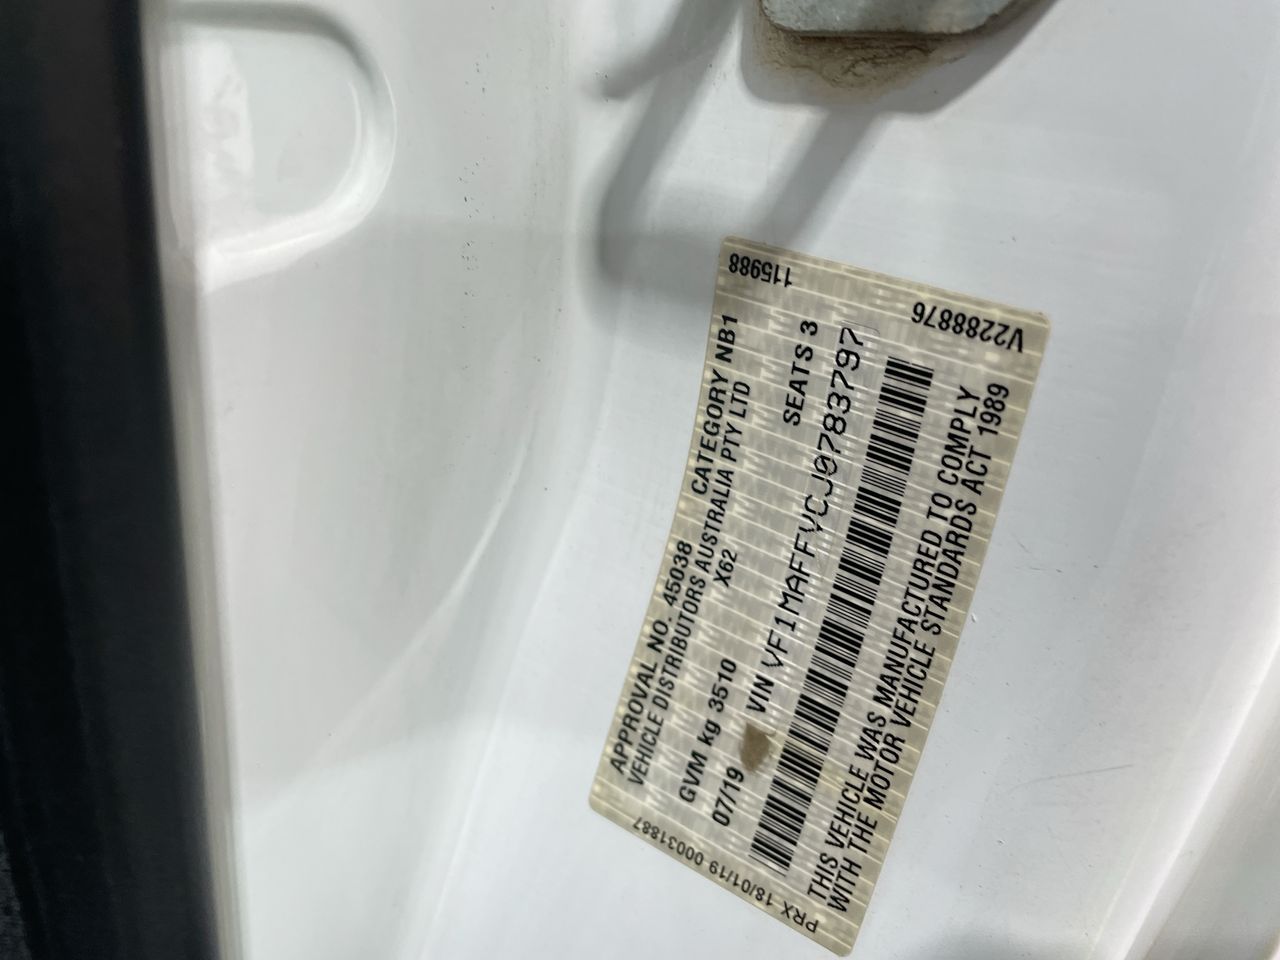 APPROVAL NO. 45038 CATEGORY NB1
VEHICLE DISTRIBUTORS AUSTRALIA PTY LTD
X62
GVM kg 3510 SEATS 3
07/19 VIN VF1MAFFVCJ0783797
THIS VEHICLE WAS MANUFACTURED TO COMPLY
WITH THE MOTOR VEHICLE STANDARDS ACT 1989
PRX 18/01/19 00031887
V2288876
115988